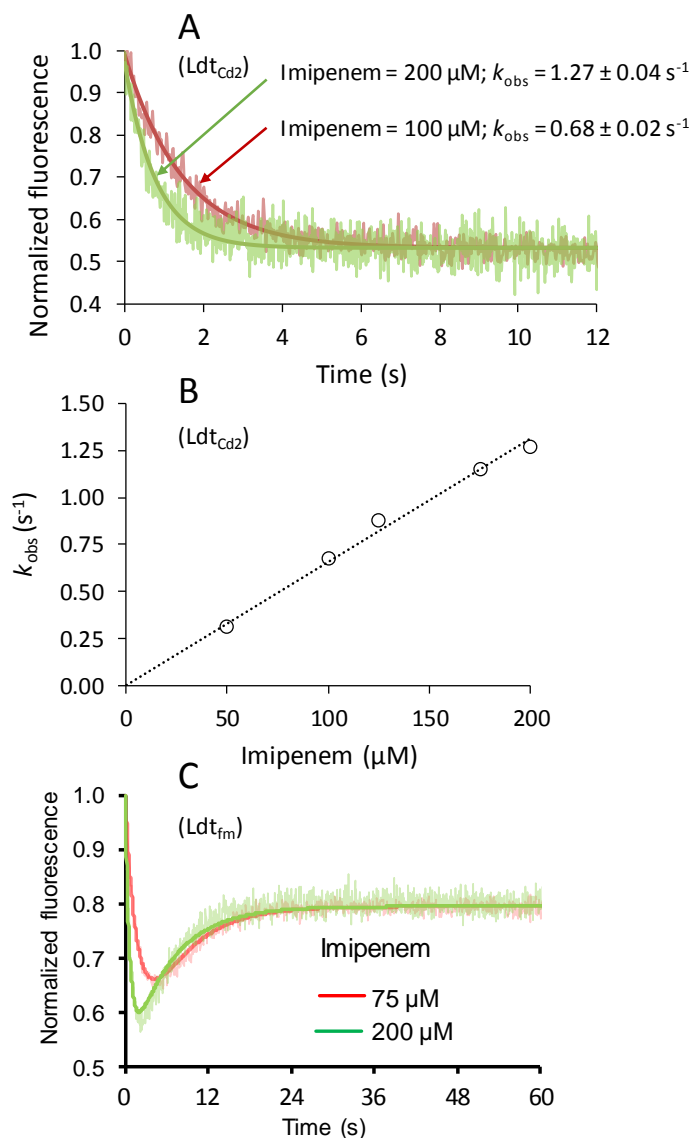 A
(LdtCd2)
Imipenem = 200 µM; kobs = 1.27 ± 0.04 s-1
Imipenem = 100 µM; kobs = 0.68 ± 0.02 s-1
Normalized fluorescence
1.0
0.9
0.8
0.7
0.6
0.5
0.4
0 2 4 6 8 10 12
Time (s)
B
(LdtCd2)
kobs (s-1)
1.50
1.25
1.00
0.75
0.50
0.25
0.00
0 50 100 150 200
Imipenem (µM)
C
(Ldtfm)
Normalized fluorescence
1.0
0.9
0.8
0.7
0.6
0.5
Imipenem
75 µM
200 µM
0 12 24 36 48 60
Time (s)